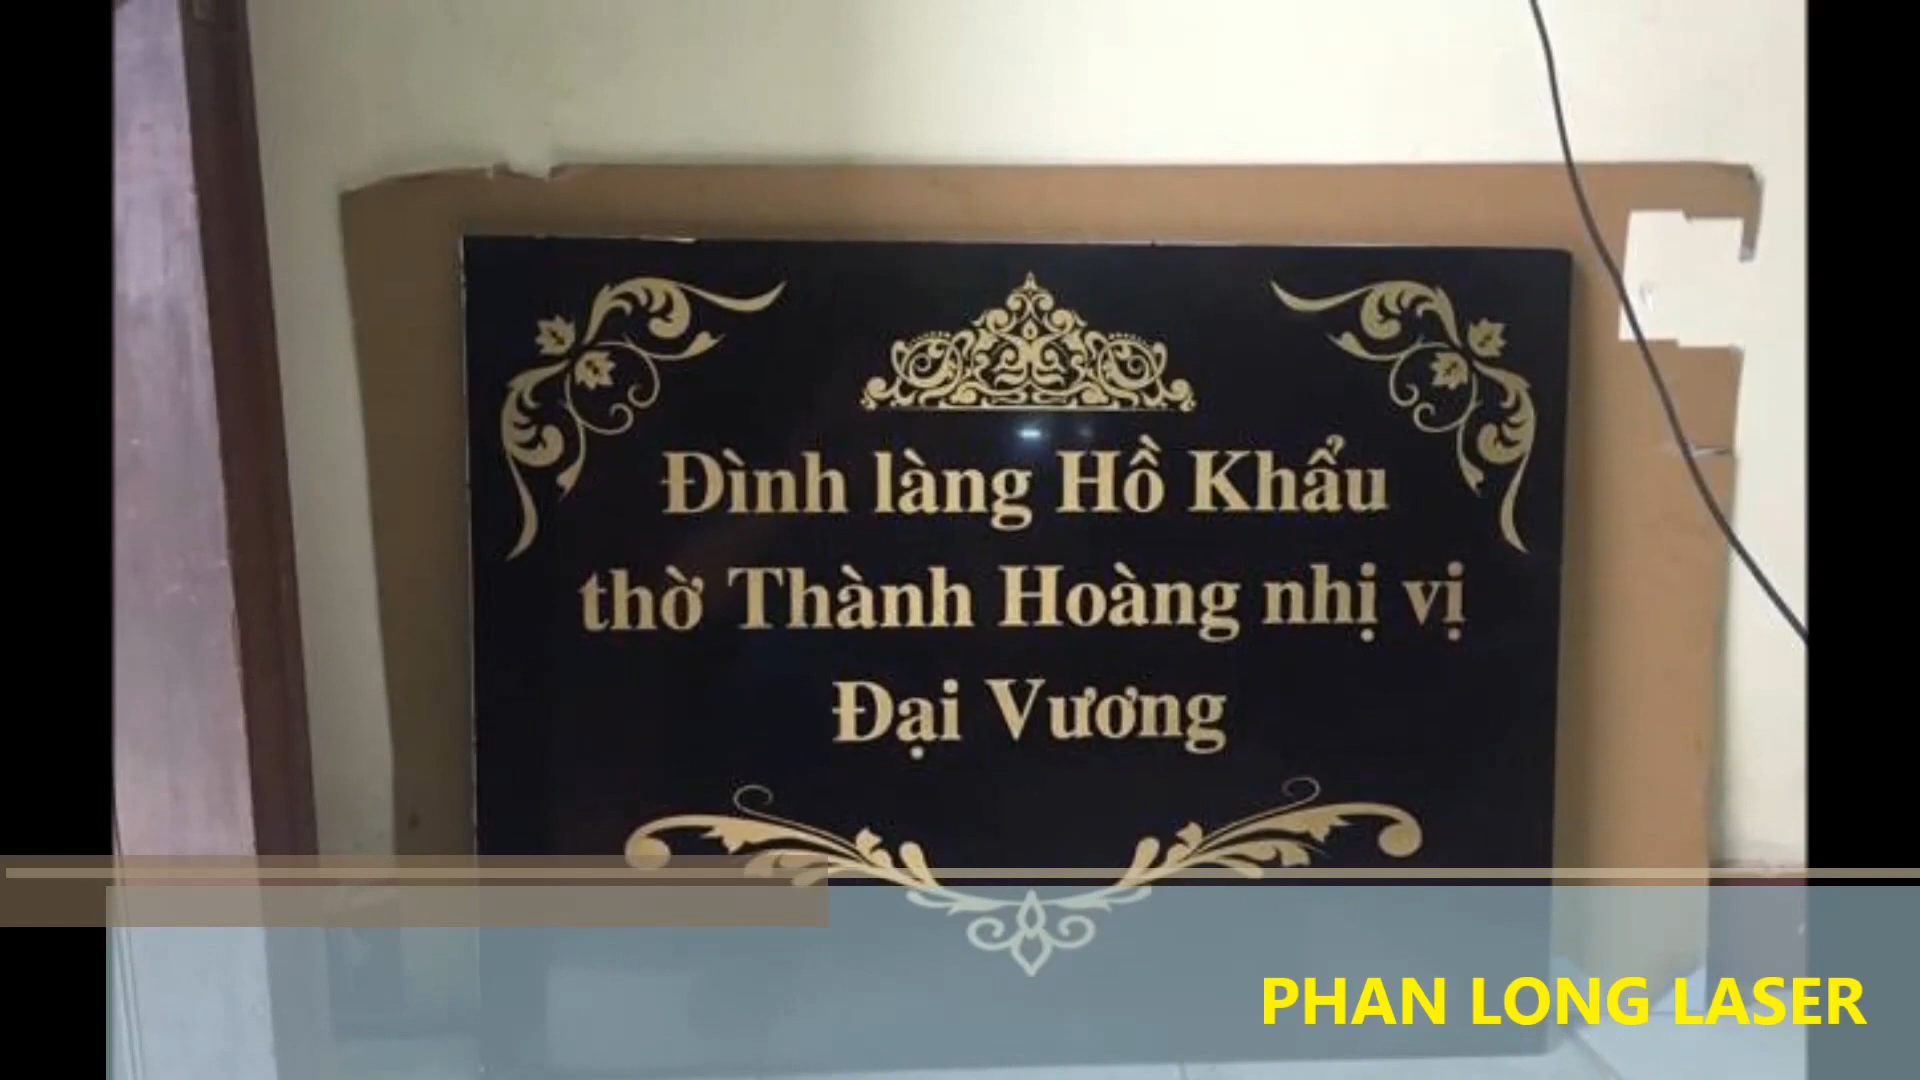 Đình làng Hồ Khẩu
thờ Thành Hoàng nhị vị
Đại Vương
PHAN LONG LASER